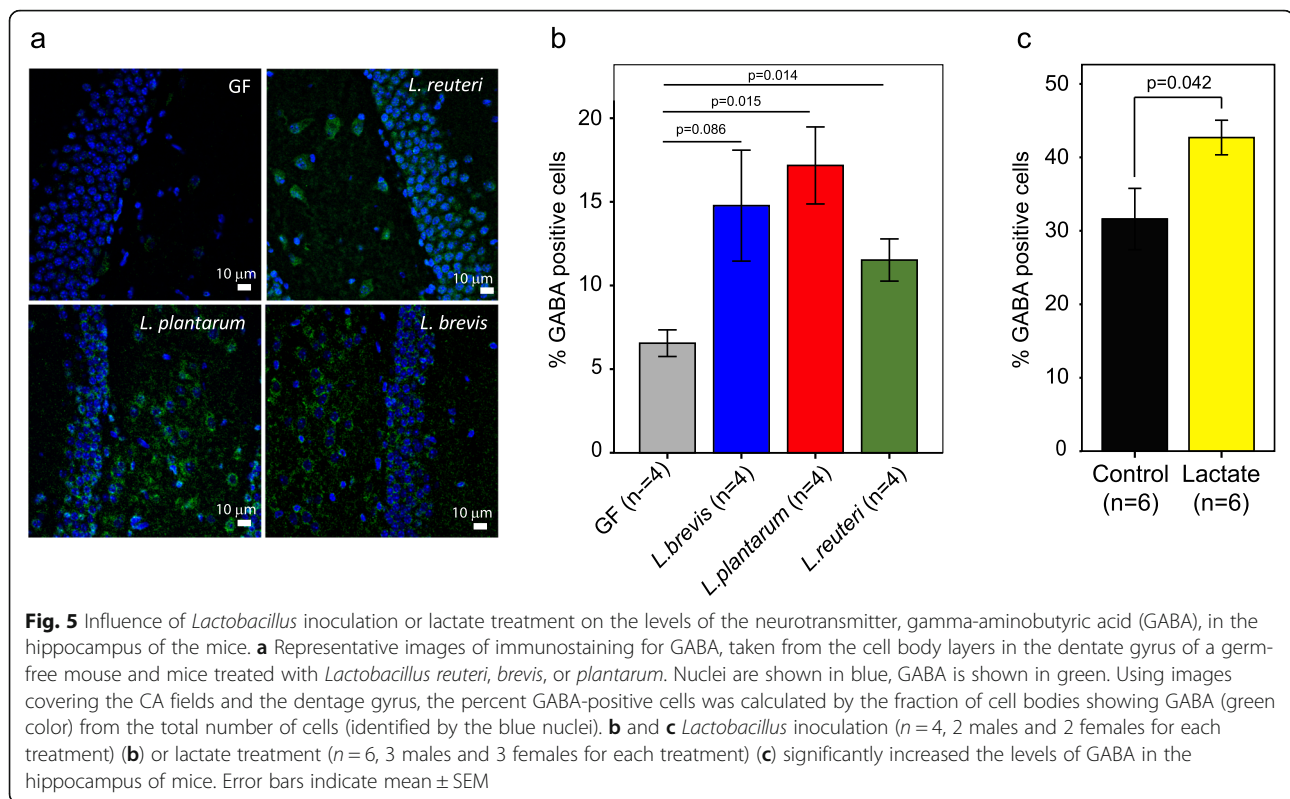 a
GF
10 μm
L. reuteri
10 μm
L. plantarum
10 μm
L. brevis
10 μm
b
% GABA positive cells
20
15
10
5
0
p=0.014
p=0.015
p=0.086
GF (n-=4)
L.brevis (n=4)
L.plantarum (n=4)
L.reuteri (n=4)
c
% GABA positive cells
50
40
30
20
10
0
p=0.042
Control
(n=6)
Lactate
(n=6)
Fig. 5 Influence of Lactobacillus inoculation or lactate treatment on the levels of the neurotransmitter, gamma-aminobutyric acid (GABA), in the
hippocampus of the mice. a Representative images of immunostaining for GABA, taken from the cell body layers in the dentate gyrus of a germ-
free mouse and mice treated with Lactobacillus reuteri, brevis, or plantarum. Nuclei are shown in blue, GABA is shown in green. Using images
covering the CA fields and the dentage gyrus, the percent GABA-positive cells was calculated by the fraction of cell bodies showing GABA (green
color) from the total number of cells (identified by the blue nuclei). b and c Lactobacillus inoculation (n = 4, 2 males and 2 females for each
treatment) (b) or lactate treatment (n = 6, 3 males and 3 females for each treatment) (c) significantly increased the levels of GABA in the
hippocampus of mice. Error bars indicate mean ± SEM